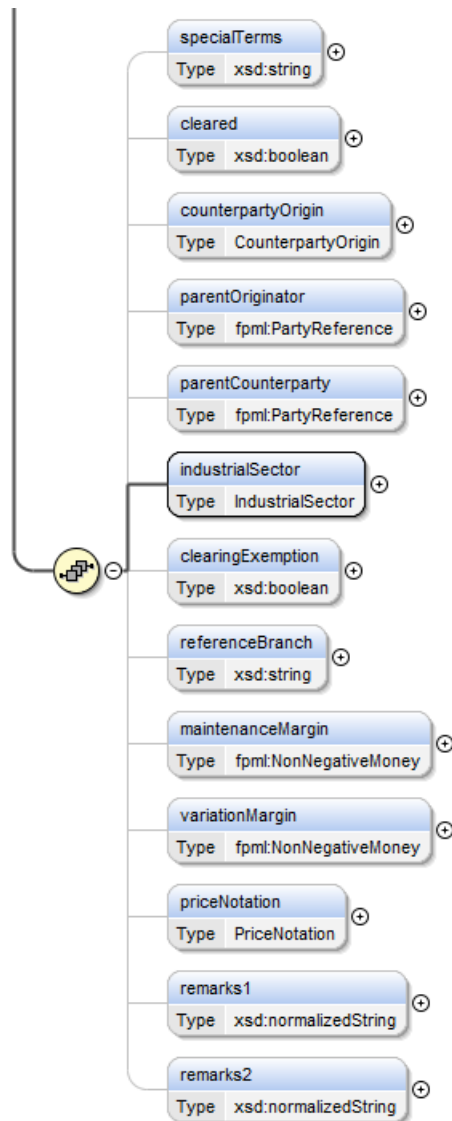 specialTerms
Type xsd:string
cleared
Type xsd:boolean
counterpartyOrigin
Type CounterpartyOrigin
parentOriginator
Type fpml:PartyReference
parentCounterparty
Type fpml:PartyReference
industrialSector
Type IndustrialSector
clearingExemption
Type xsd:boolean
referenceBranch
Type xsd:string
maintenanceMargin
Type fpml:NonNegativeMoney
variationMargin
Type fpml:NonNegativeMoney
priceNotation
Type PriceNotation
remarks1
Type xsd:normalizedString
remarks2
Type xsd:normalizedString